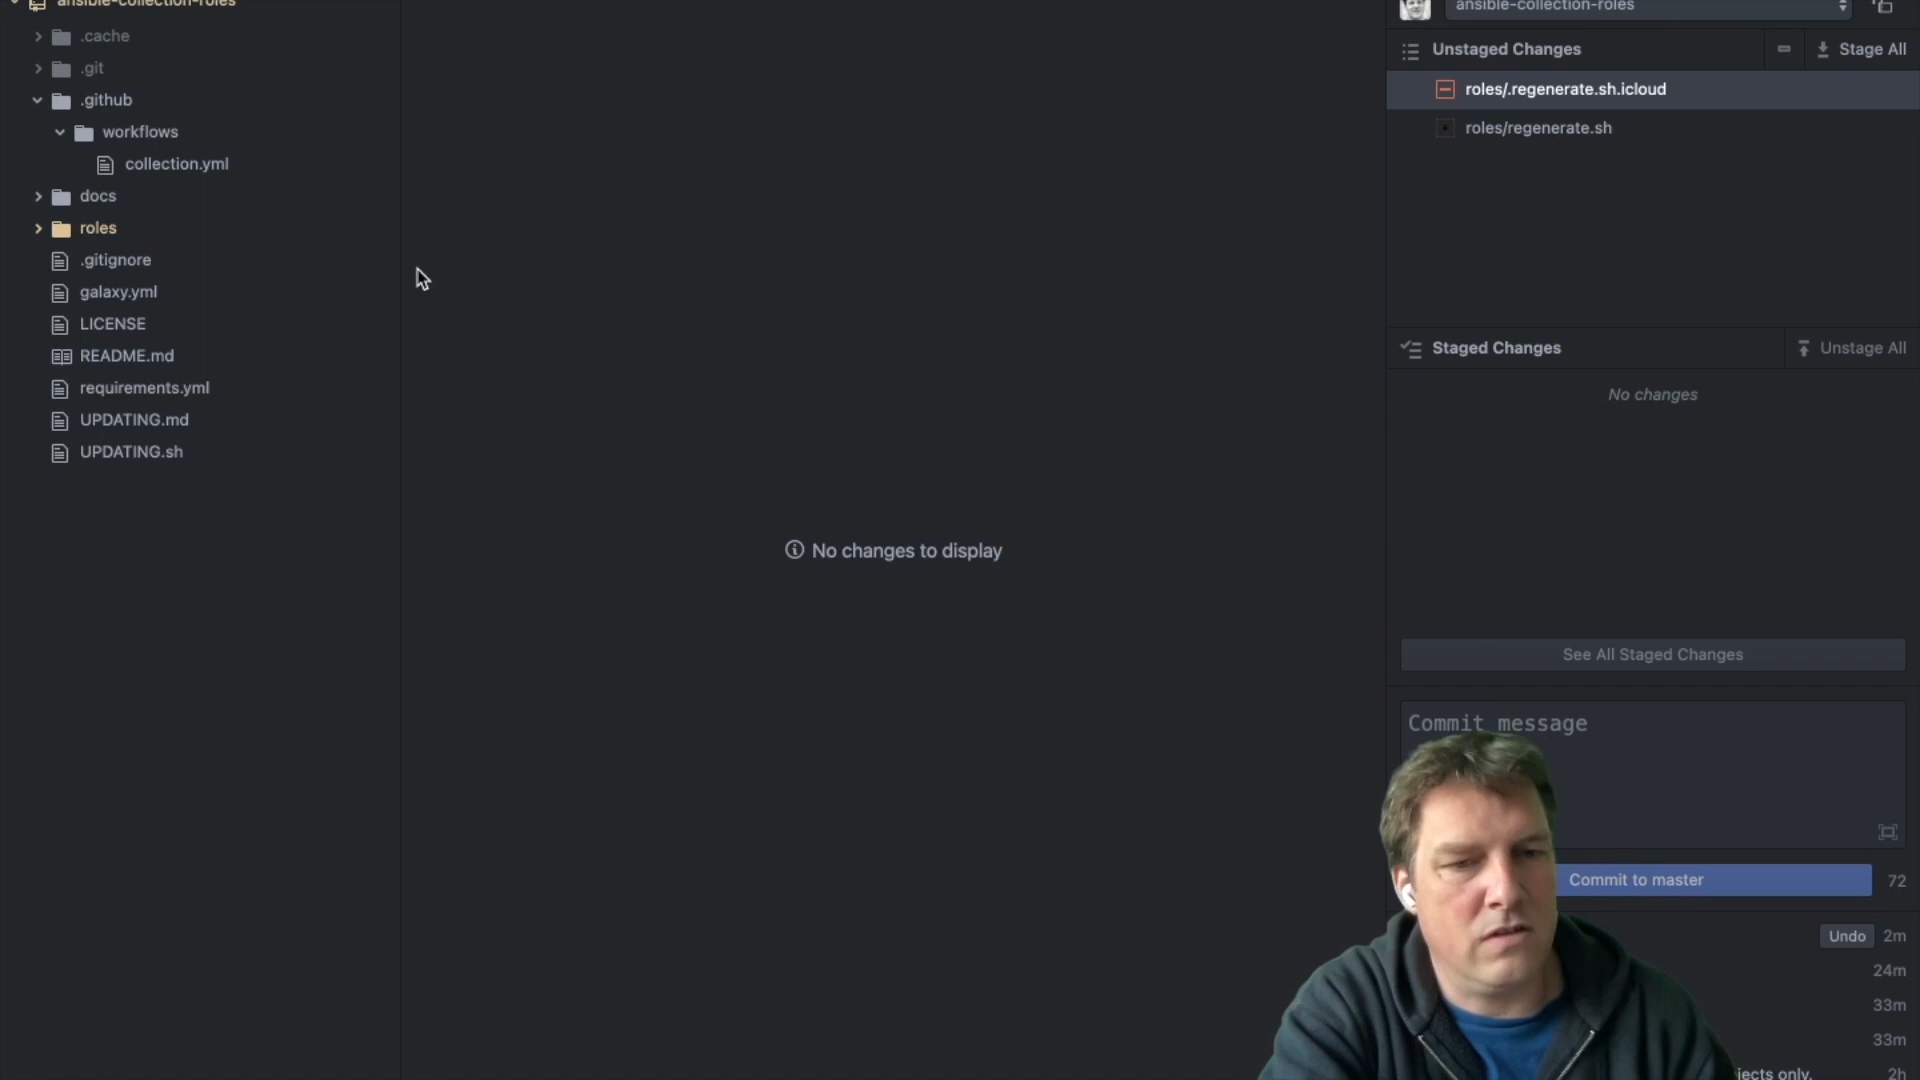 ansible-collection-roles
.cache
.git
.github
workflows
collection.yml
docs
roles
.gitignore
galaxy.yml
LICENSE
README.md
requirements.yml
UPDATING.md
UPDATING.sh
No changes to display
ansible-collection-roles
Unstaged Changes
Stage All
roles/.regenerate.sh.icloud
roles/regenerate.sh
Staged Changes
Unstage All
No changes
See All Staged Changes
Commit message
Commit to master
72
Undo 2m
24m
33m
33m
jects only. 2h